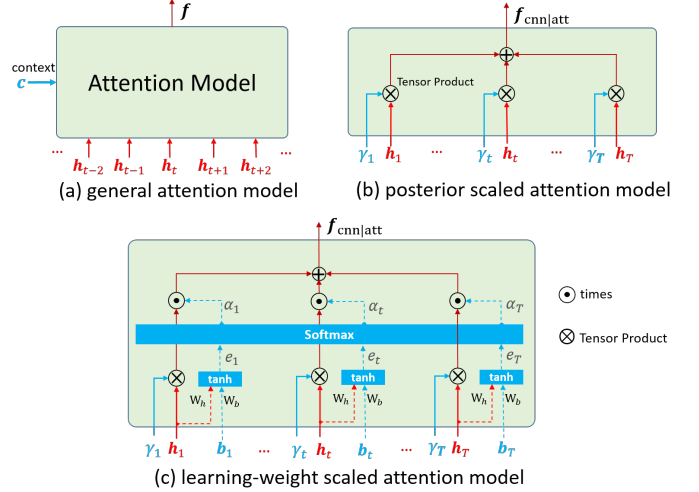 f
context
c
Attention Model
... h_{t-2} h_{t-1} h_t h_{t+1} h_{t+2} ...
(a) general attention model
f_{cnn|att}
Tensor Product
γ_1 h_1 ... γ_t h_t ... γ_T h_T
(b) posterior scaled attention model
f_{cnn|att}
α_1 α_t α_T
Softmax
e_1 e_t e_T
tanh tanh tanh
W_h W_b W_h W_b W_h W_b
γ_1 h_1 b_1 ... γ_t h_t b_t ... γ_T h_T b_T
times
Tensor Product
(c) learning-weight scaled attention model